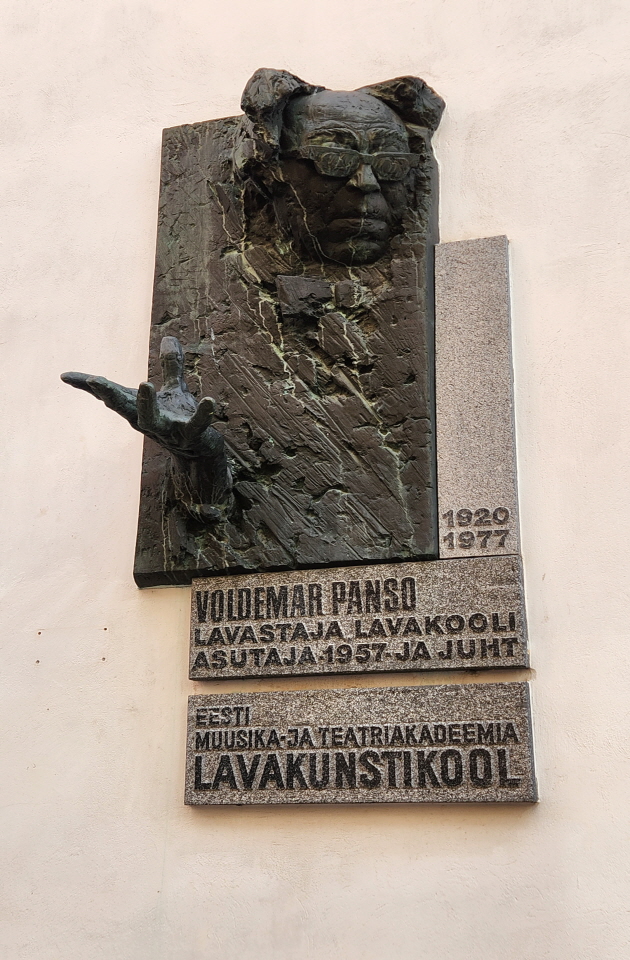 1920
1977
VOLDEMAR PANSO
LAVASTAJA, LAVAKOOLI
ASUTAJA 1957 JA JUHT
EESTI
MUUSIKA-JA TEATRIAKADEEMIA
LAVAKUNSTIKOOL